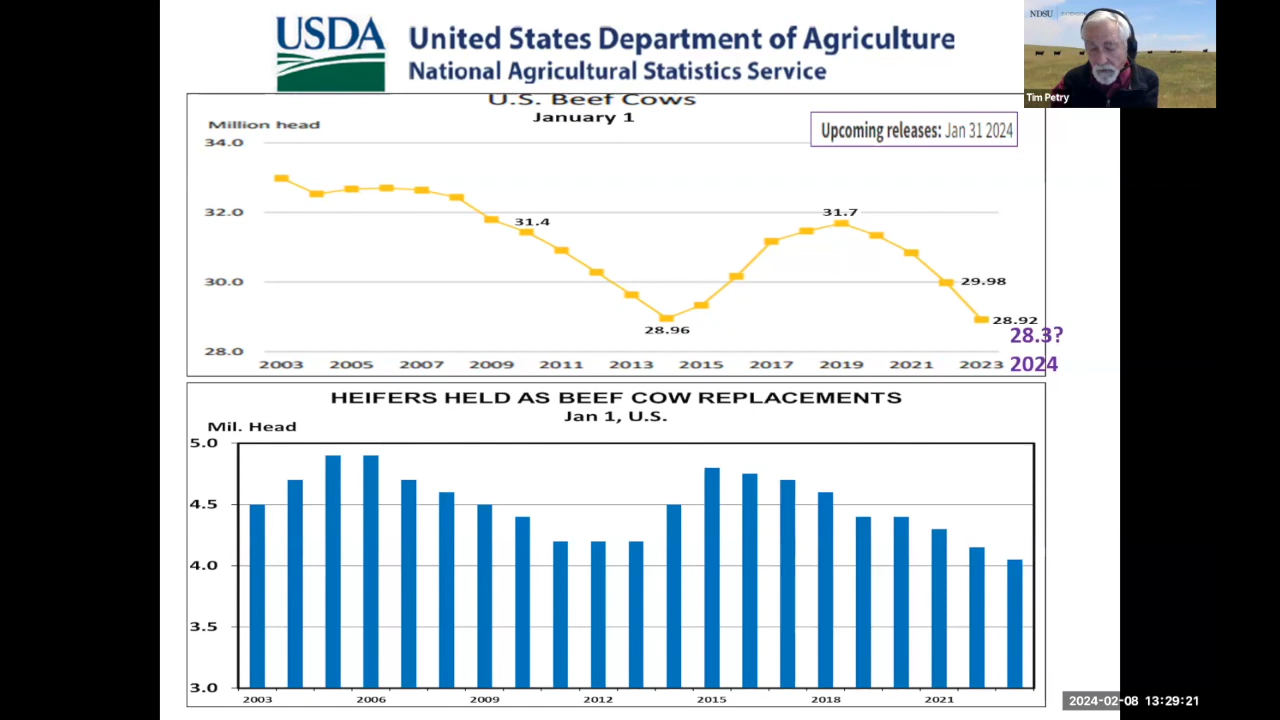 USDA
United States Department of Agriculture
National Agricultural Statistics Service
NDSU
Tim Petry
U.S. Beef Cows
January 1
Million head
Upcoming releases: Jan 31 2024
34.0
32.0
30.0
28.0
31.4
28.96
31.7
29.98
28.92
28.3?
2003 2005 2007 2009 2011 2013 2015 2017 2019 2021 2023 2024
HEIFERS HELD AS BEEF COW REPLACEMENTS
Jan 1, U.S.
Mil. Head
5.0
4.5
4.0
3.5
3.0
2003 2006 2009 2012 2015 2018 2021
2024-02-08 13:29:21